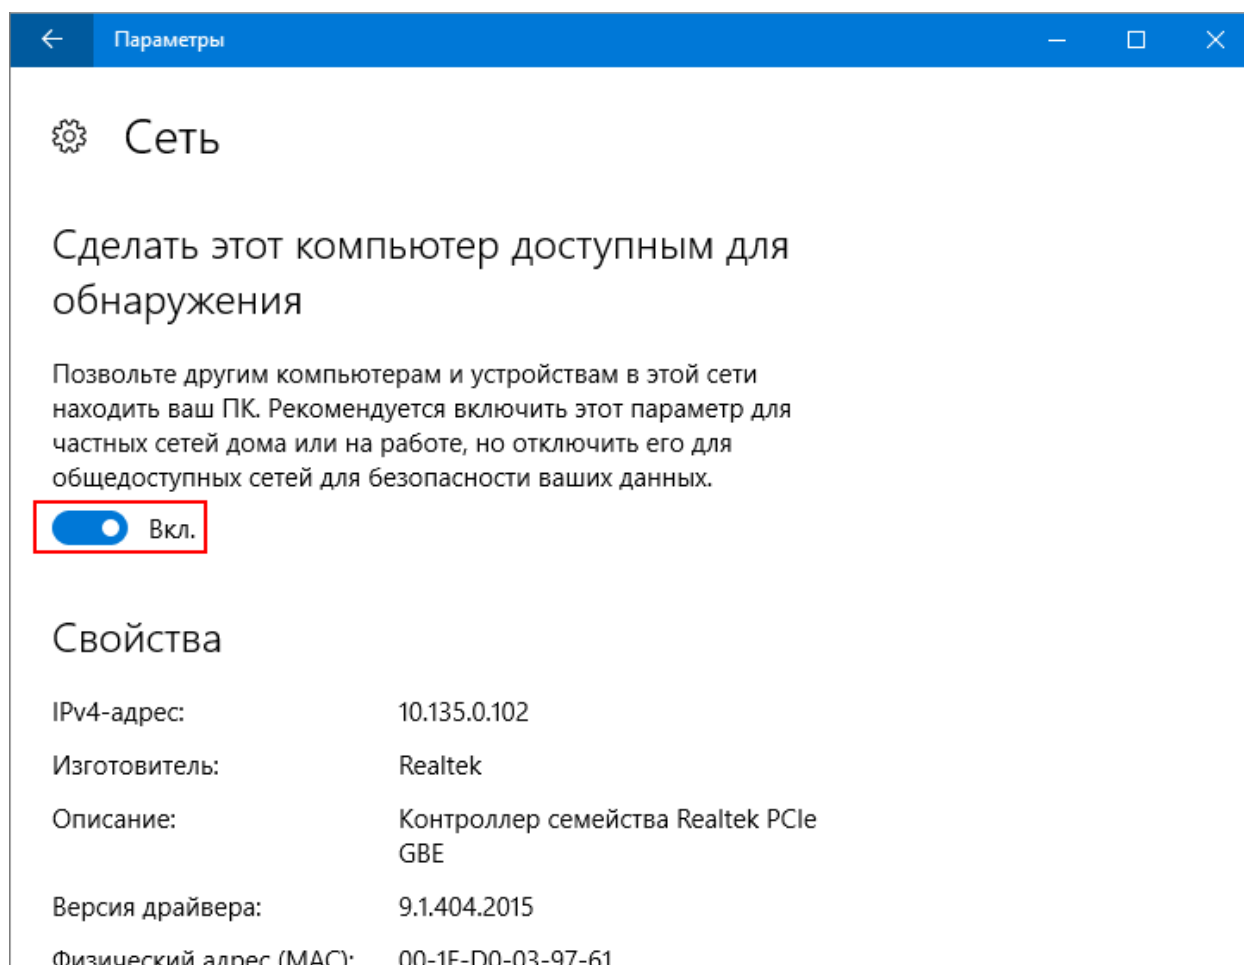 Параметры
Сеть
Сделать этот компьютер доступным для
обнаружения
Позвольте другим компьютерам и устройствам в этой сети
находить ваш ПК. Рекомендуется включить этот параметр для
частных сетей дома или на работе, но отключить его для
общедоступных сетей для безопасности ваших данных.
Вкл.
Свойства
IPv4-адрес: 10.135.0.102
Изготовитель: Realtek
Описание: Контроллер семейства Realtek PCIe
GBE
Версия драйвера: 9.1.404.2015
Физический адрес (MAC):